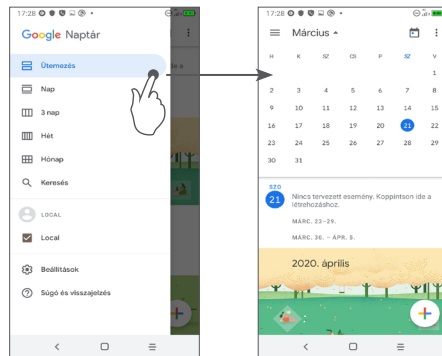 17:28
Google Naptár
Ütemezés
Nap
3 nap
Hét
Hónap
Keresés
LOCAL
Local
Beállítások
Súgó és visszajelzés
17:28
Március
H K SZ CS P SZ V
1
2 3 4 5 6 7 8
9 10 11 12 13 14 15
16 17 18 19 20 21 22
23 24 25 26 27 28 29
30 31
SZO
21
Nincs tervezett esemény. Koppintson ide a
létrehozáshoz.
MÁRC. 23–29.
MÁRC. 30. – ÁPR. 5.
2020. április